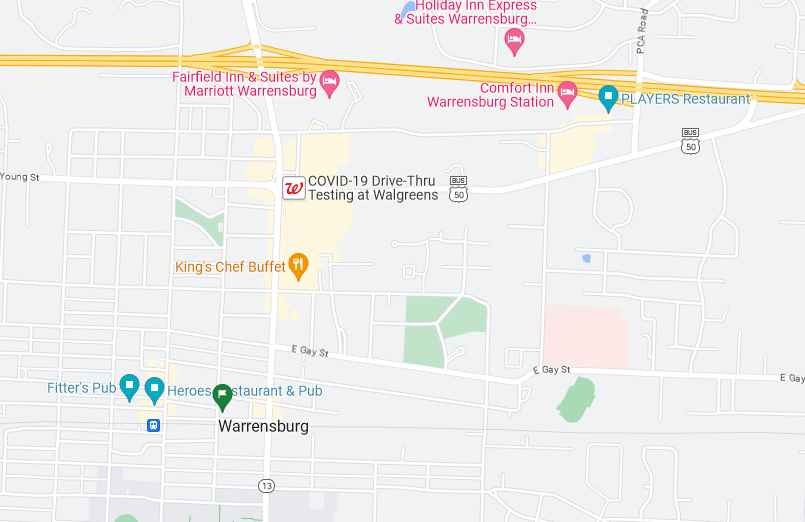 Holiday Inn Express
& Suites Warrensburg...
PCA Road
Fairfield Inn & Suites by
Marriott Warrensburg
Comfort Inn
Warrensburg Station
PLAYERS Restaurant
BUS
50
Young St
COVID-19 Drive-Thru
Testing at Walgreens
BUS
50
King's Chef Buffet
E Gay St
E Gay St
E Gay
Fitter's Pub
Heroes Restaurant & Pub
Warrensburg
13